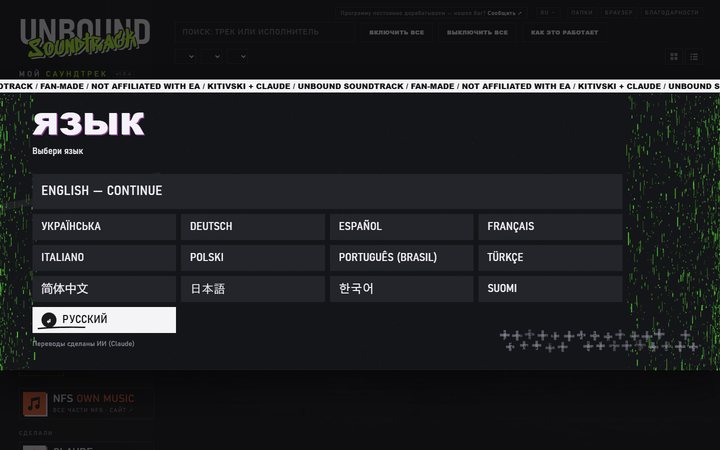 Программу постоянно дорабатываем — нашел баг? Сообщить ↗
RU
ПАПКИ
БРАУЗЕР
БЛАГОДАРНОСТИ
UNBOUND
SOUNDTRACK
ПОИСК: ТРЕК ИЛИ ИСПОЛНИТЕЛЬ
ВКЛЮЧИТЬ ВСЕ
ВЫКЛЮЧИТЬ ВСЕ
КАК ЭТО РАБОТАЕТ
МОЙ САУНДТРЕК
DTRACK / FAN-MADE / NOT AFFILIATED WITH EA / KITIVSKI + CLAUDE / UNBOUND SOUNDTRACK / FAN-MADE / NOT AFFILIATED WITH EA / KITIVSKI + CLAUDE / UNBOUND S
ЯЗЫК
Выбери язык
ENGLISH — CONTINUE
УКРАЇНСЬКА
DEUTSCH
ESPAÑOL
FRANÇAIS
ITALIANO
POLSKI
PORTUGUÊS (BRASIL)
TÜRKÇE
简体中文
日本語
한국어
SUOMI
РУССКИЙ
Переводы сделаны ИИ (Claude)
NFS OWN MUSIC
ВСЕ ЧАСТИ NFS · САЙТ ↗
СДЕЛАЛИ